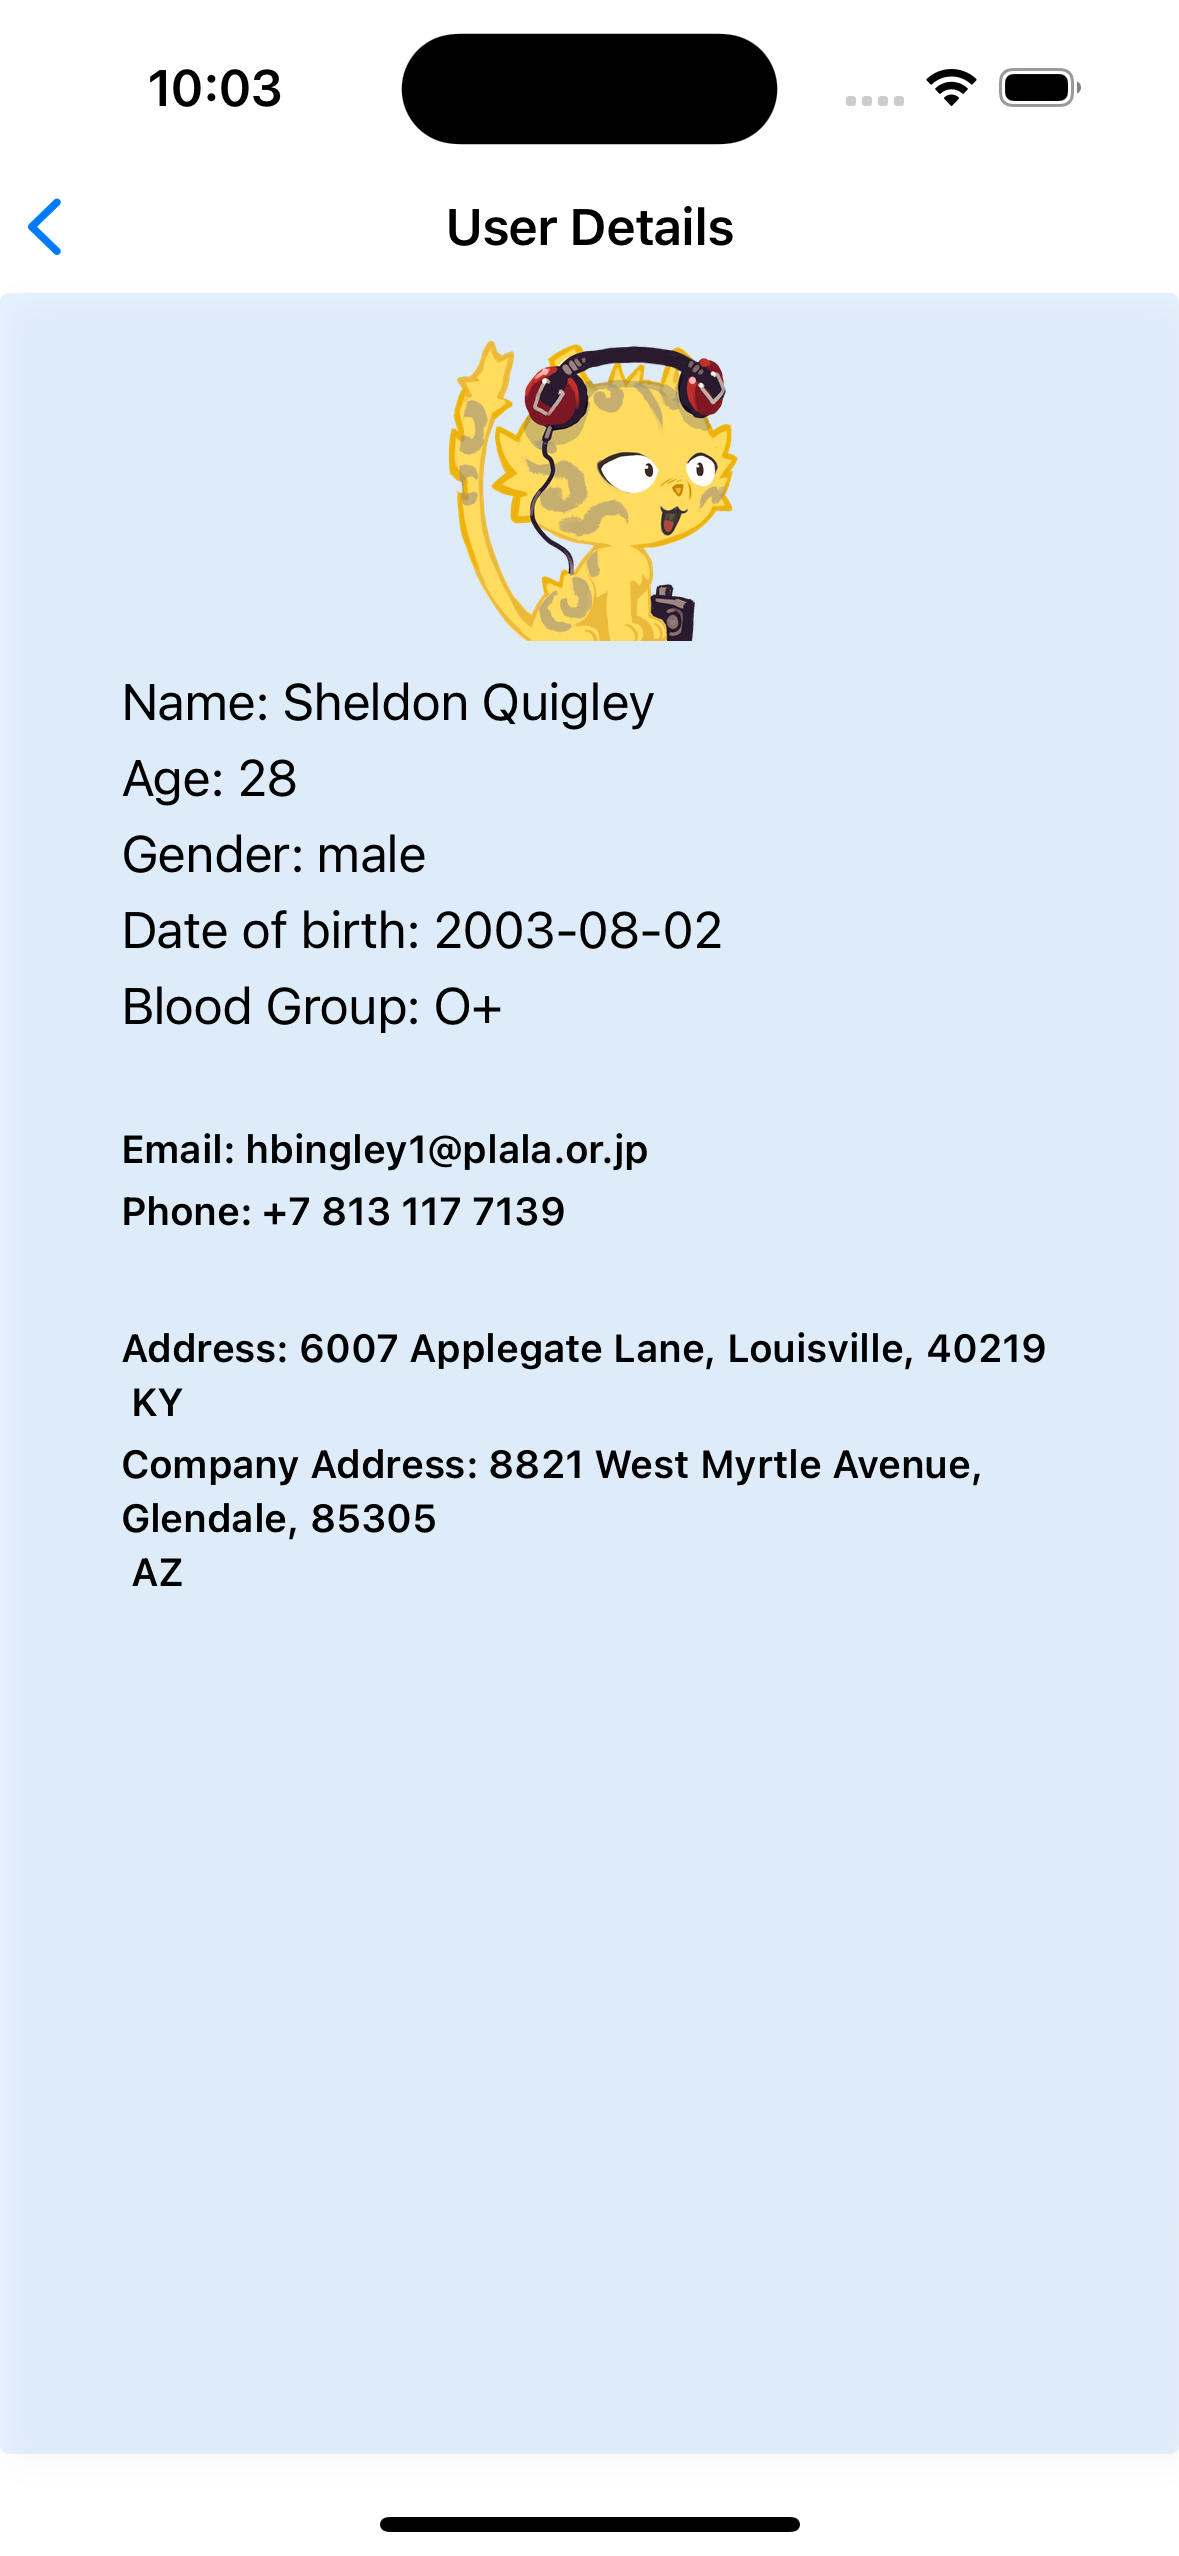 10:03
User Details
Name: Sheldon Quigley
Age: 28
Gender: male
Date of birth: 2003-08-02
Blood Group: O+
Email: hbingley1@plala.or.jp
Phone: +7 813 117 7139
Address: 6007 Applegate Lane, Louisville, 40219
KY
Company Address: 8821 West Myrtle Avenue,
Glendale, 85305
AZ